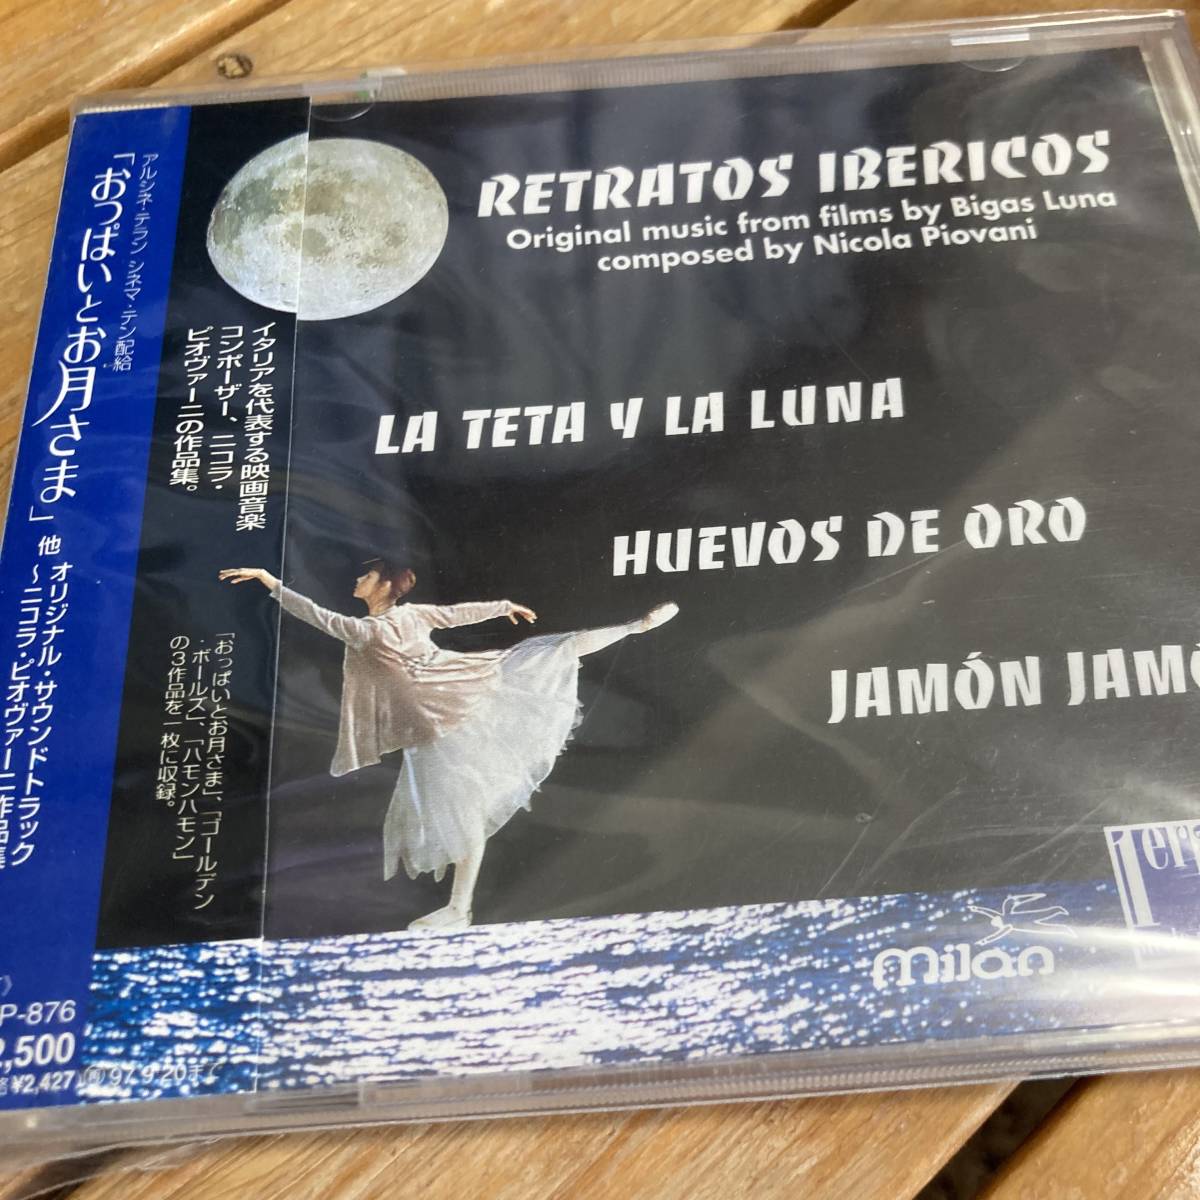 アルシネ・テラン シネマ・テン配給
「おっぱいとお月さま」他 オリジナル・サウンドトラック
～ニコラ・ピオヴァーニ作品集
イタリアを代表する映画音楽
コンポーザー、ニコラ・
ピオヴァーニの作品集。
「おっぱいとお月さま」、「ゴールデン
・ボールズ」、「ハモンハモン」
の3作品を一枚に収録。
P-876
2,500
¥2,427
97.9.20まで
RETRATOS IBERICOS
Original music from films by Bigas Luna
composed by Nicola Piovani
LA TETA Y LA LUNA
HUEVOS DE ORO
JAMÓN JAMÓ
milan
1er